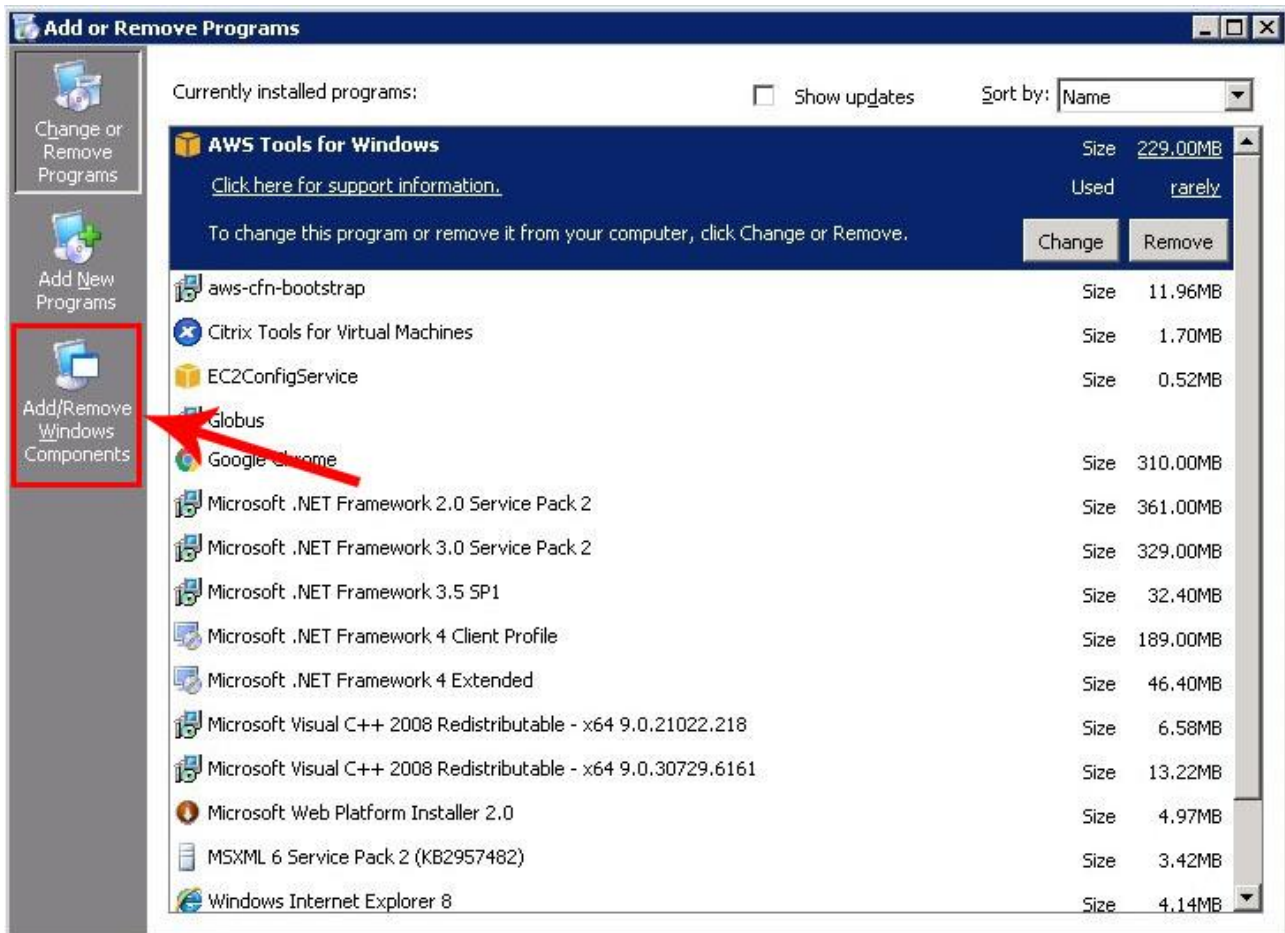 Add or Remove Programs
Change or
Remove
Programs
Add New
Programs
Add/Remove
Windows
Components
Currently installed programs:
Show updates
Sort by: Name
AWS Tools for Windows Size 229.00MB
Click here for support information. Used rarely
To change this program or remove it from your computer, click Change or Remove. Change Remove
aws-cfn-bootstrap Size 11.96MB
Citrix Tools for Virtual Machines Size 1.70MB
EC2ConfigService Size 0.52MB
Globus
Google Chrome Size 310.00MB
Microsoft .NET Framework 2.0 Service Pack 2 Size 361.00MB
Microsoft .NET Framework 3.0 Service Pack 2 Size 329.00MB
Microsoft .NET Framework 3.5 SP1 Size 32.40MB
Microsoft .NET Framework 4 Client Profile Size 189.00MB
Microsoft .NET Framework 4 Extended Size 46.40MB
Microsoft Visual C++ 2008 Redistributable - x64 9.0.21022.218 Size 6.58MB
Microsoft Visual C++ 2008 Redistributable - x64 9.0.30729.6161 Size 13.22MB
Microsoft Web Platform Installer 2.0 Size 4.97MB
MSXML 6 Service Pack 2 (KB2957482) Size 3.42MB
Windows Internet Explorer 8 Size 4.14MB